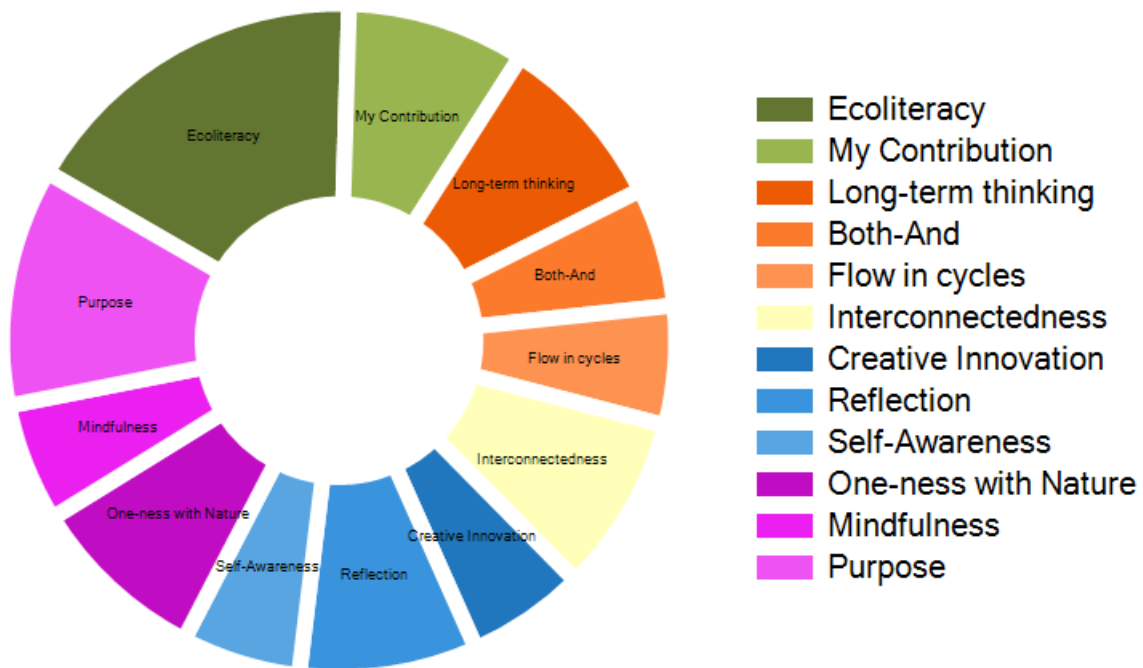 Ecoliteracy
My Contribution
Long-term thinking
Both-And
Flow in cycles
Interconnectedness
Creative Innovation
Reflection
Self-Awareness
One-ness with Nature
Mindfulness
Purpose
Ecoliteracy
My Contribution
Long-term thinking
Both-And
Flow in cycles
Interconnectedness
Creative Innovation
Reflection
Self-Awareness
One-ness with Nature
Mindfulness
Purpose